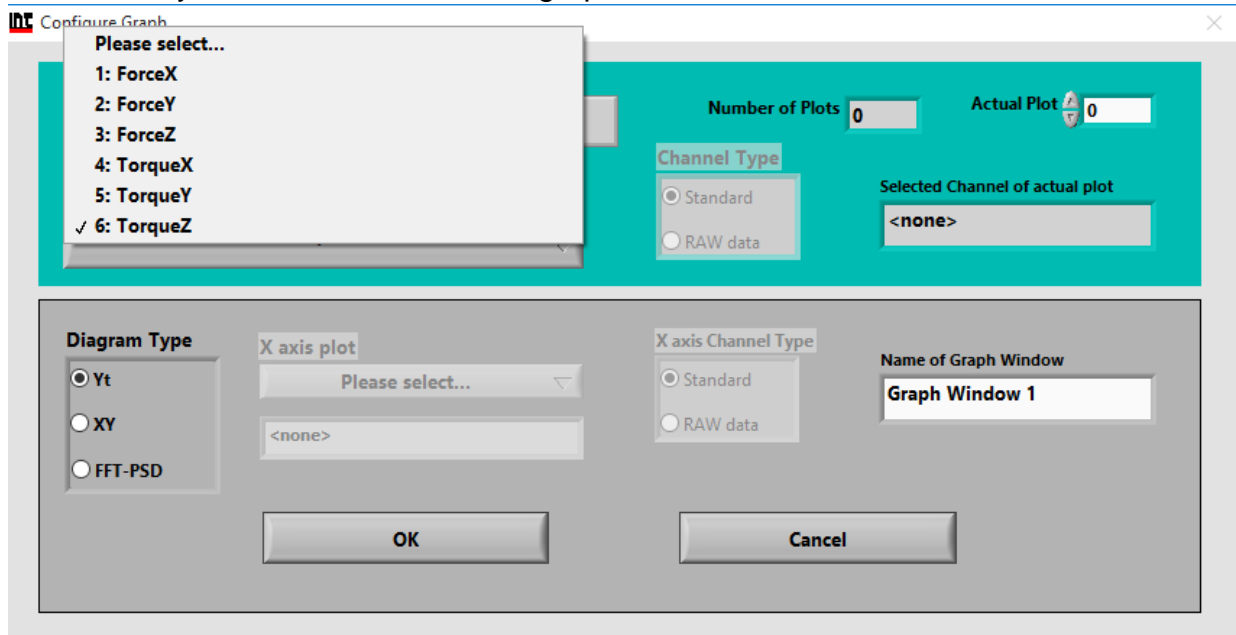 Configure Graph
Please select...
1: ForceX
2: ForceY
3: ForceZ
4: TorqueX
5: TorqueY
✓ 6: TorqueZ
Number of Plots 0
Actual Plot 0
Channel Type
Standard
RAW data
Selected Channel of actual plot
<none>
Diagram Type
Yt
XY
FFT-PSD
X axis plot
Please select...
<none>
X axis Channel Type
Standard
RAW data
Name of Graph Window
Graph Window 1
OK
Cancel